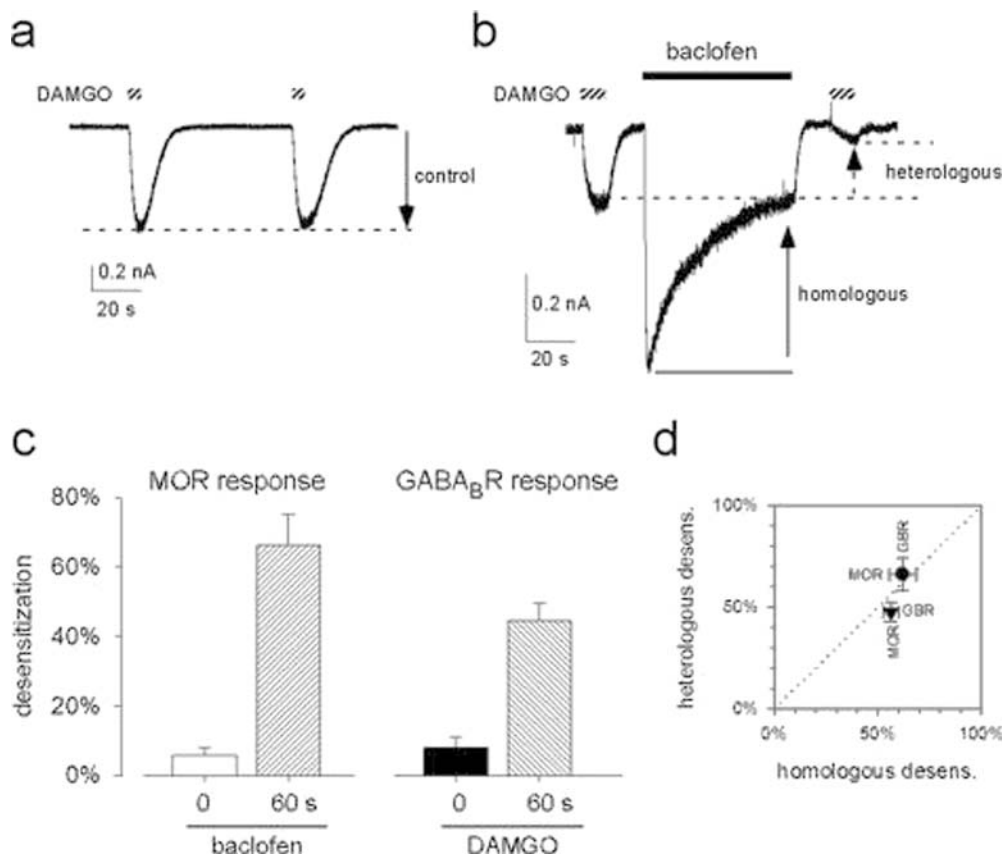 a
DAMGO
control
0.2 nA
20 s
b
baclofen
DAMGO
heterologous
homologous
0.2 nA
20 s
c
MOR response
GABA_BR response
desensitization
80%
60%
40%
20%
0%
0 60 s
baclofen
0 60 s
DAMGO
d
heterologous desens.
100%
50%
0%
GBR
MOR
GBR
MOR
0% 50% 100%
homologous desens.